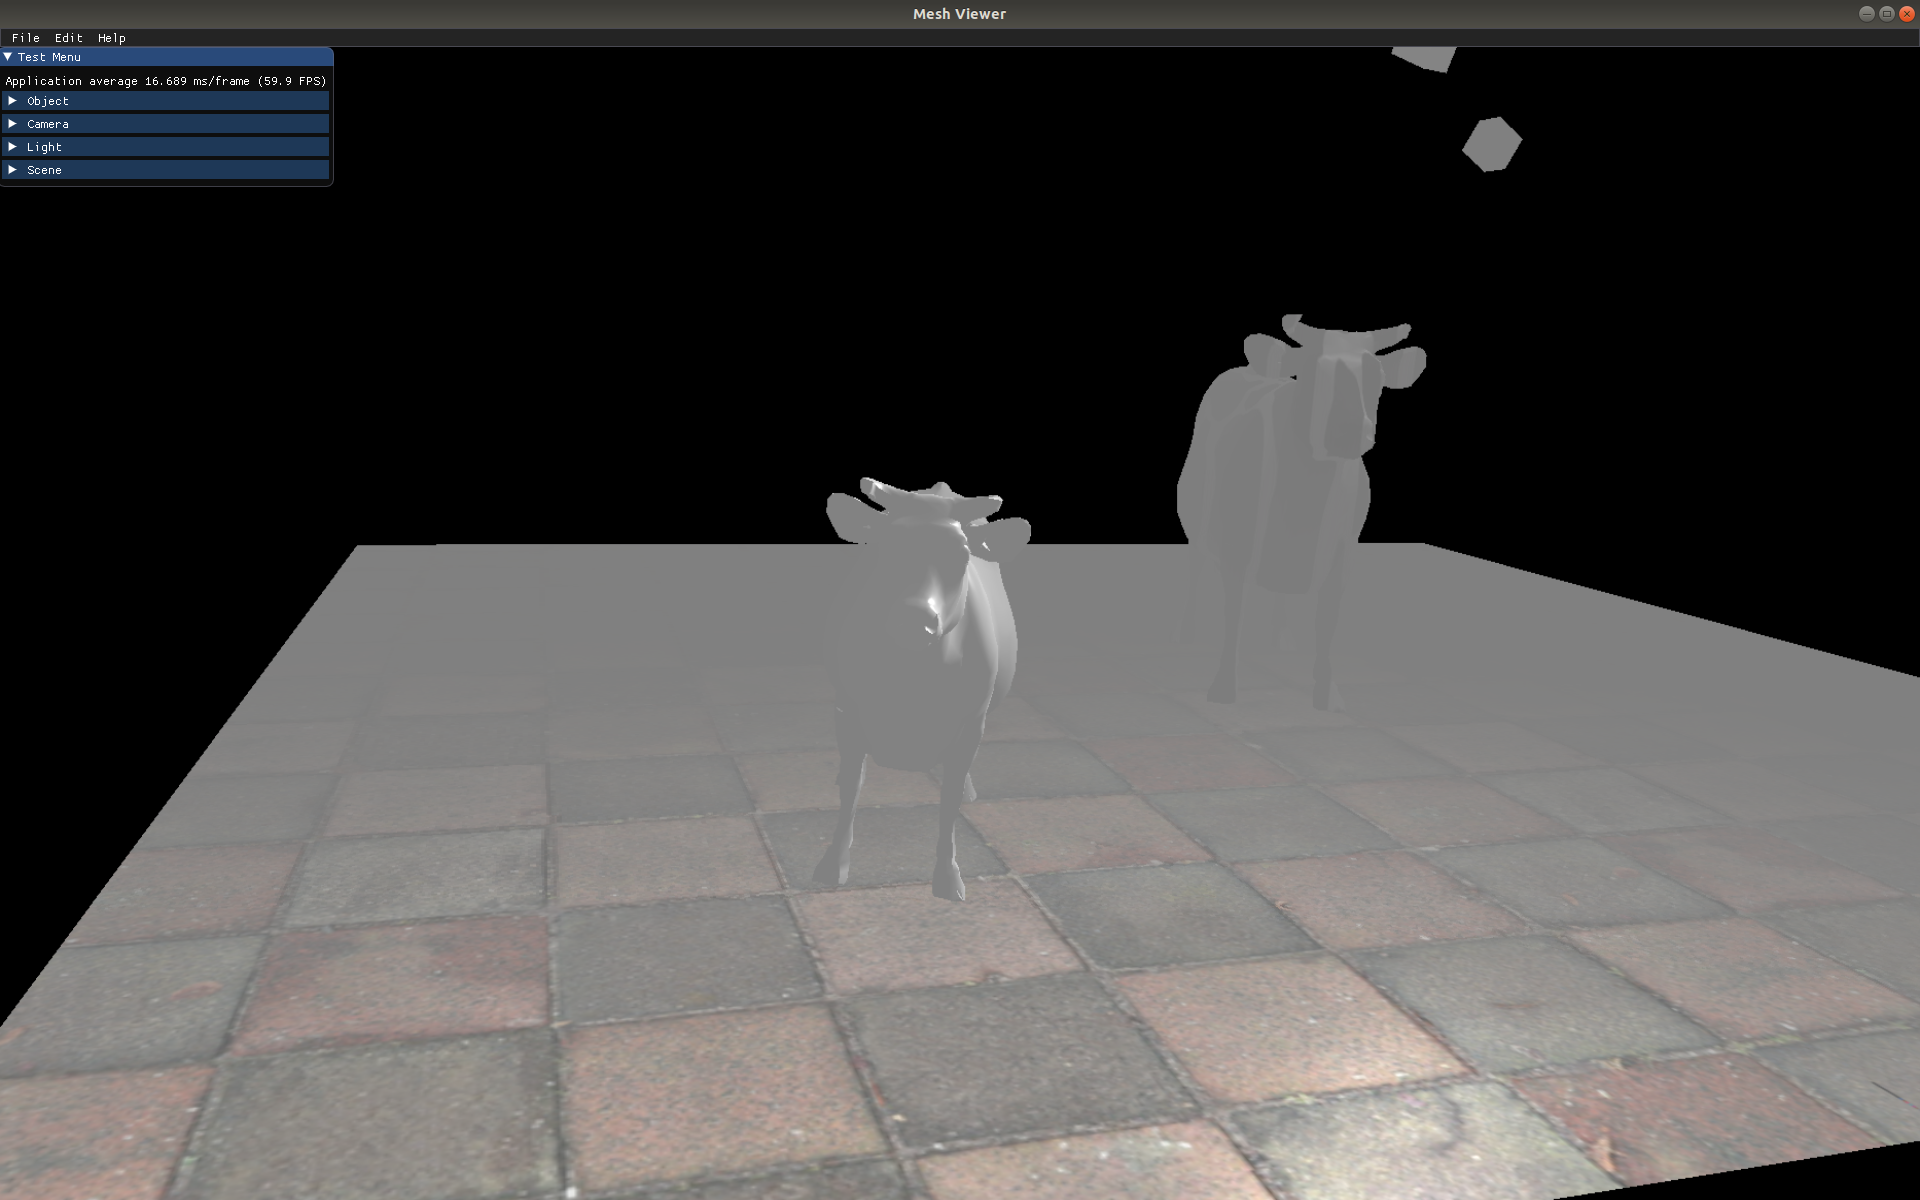 Mesh Viewer
File Edit Help
Test Menu
Application average 16.689 ms/frame (59.9 FPS)
Object
Camera
Light
Scene